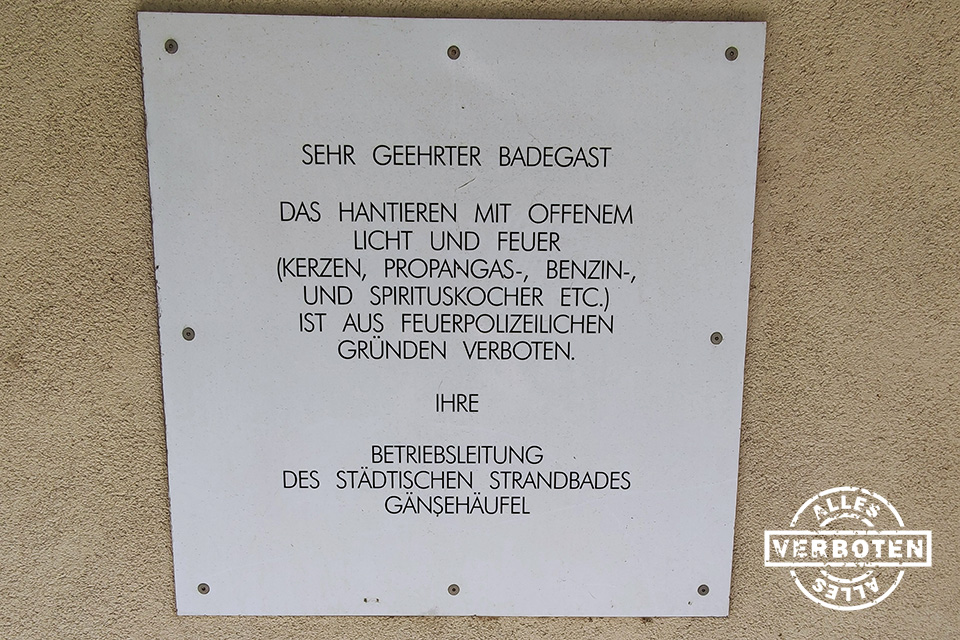 SEHR GEEHRTER BADEGAST
DAS HANTIEREN MIT OFFENEM
LICHT UND FEUER
(KERZEN, PROPANGAS-, BENZIN-,
UND SPIRITUSKOCHER ETC.)
IST AUS FEUERPOLIZEILICHEN
GRÜNDEN VERBOTEN.
IHRE
BETRIEBSLEITUNG
DES STÄDTISCHEN STRANDBADES
GÄNSEHÄUFEL
ALLES
VERBOTEN
ALLES